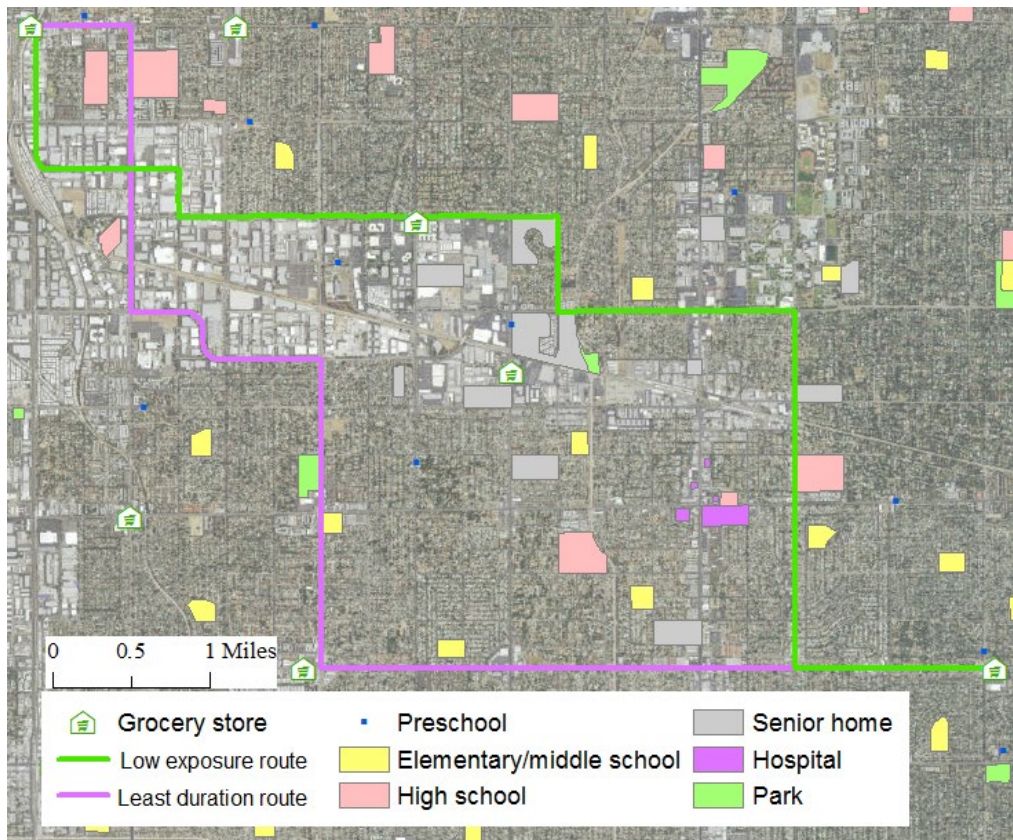 0 0.5 1 Miles
Grocery store
Preschool
Senior home
Low exposure route
Elementary/middle school
Hospital
Least duration route
High school
Park